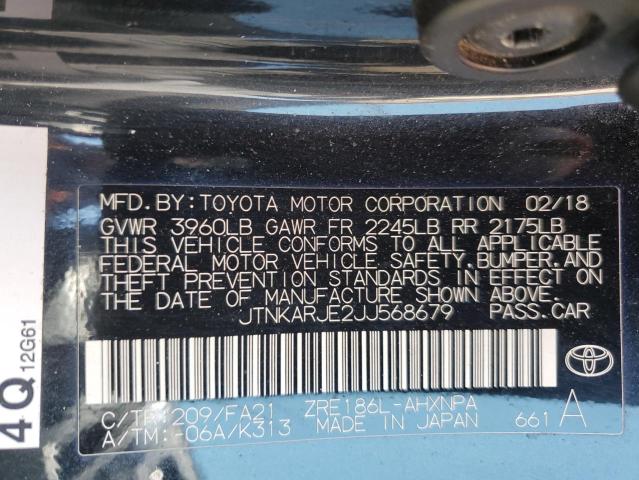 MFD.BY:TOYOTA MOTOR CORPORATION 02/18
GVWR 3960LB GAWR FR 2245LB RR 2175LB
THIS VEHICLE CONFORMS TO ALL APPLICABLE
FEDERAL MOTOR VEHICLE SAFETY,BUMPER,AND
THEFT PREVENTION STANDARDS IN EFFECT ON
THE DATE OF MANUFACTURE SHOWN ABOVE.
JTNKARJE2JJ568679 PASS.CAR
C/TR:209/FA21 ZRE186L-AHXNPA
A/TM:-06A/K313 MADE IN JAPAN 661 A
TOYOTA
4Q 12G61